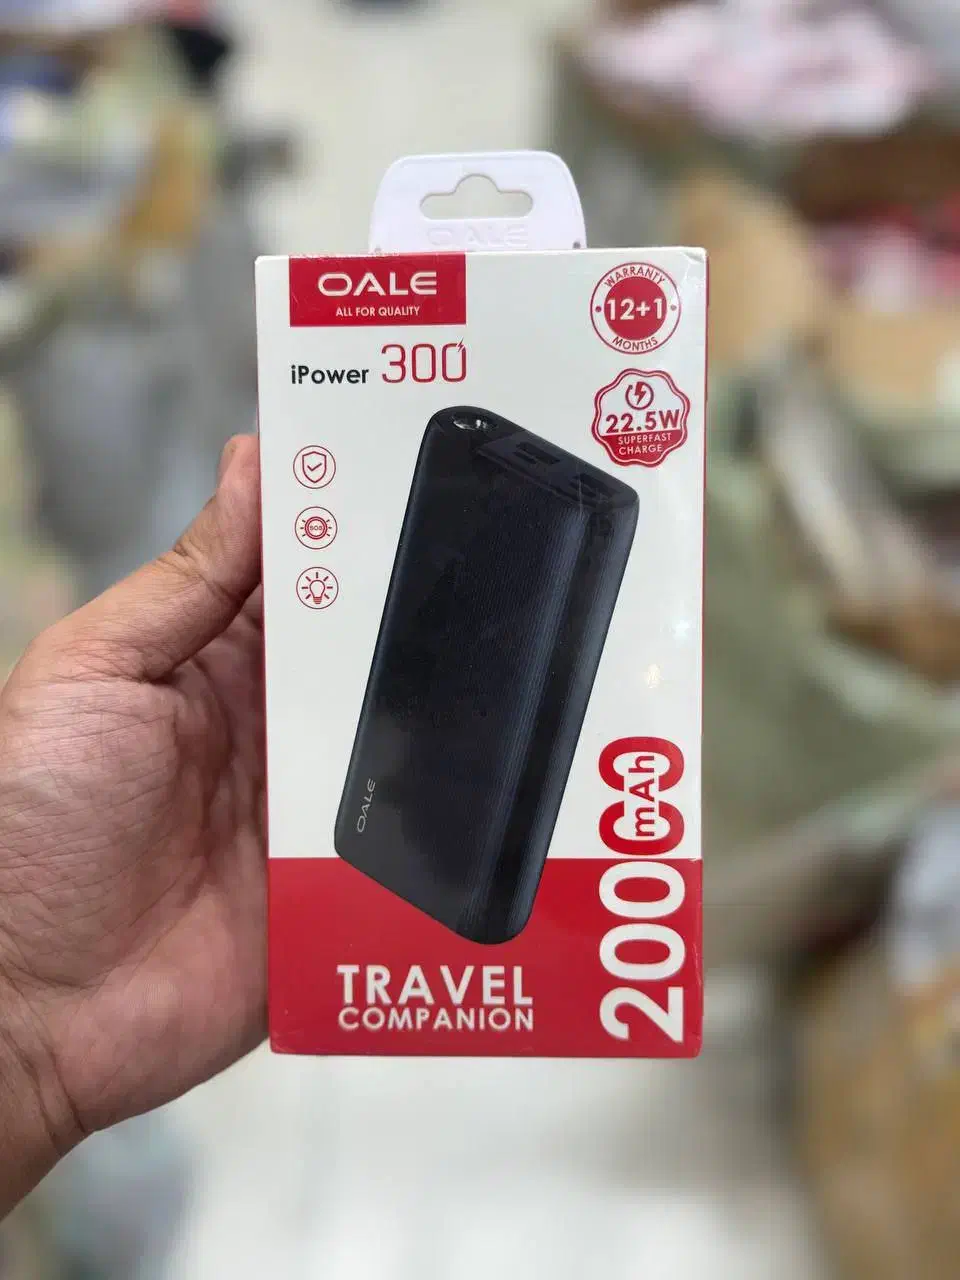 OALE
OALE
ALL FOR QUALITY
WARRANTY
12+1
MONTHS
iPower 300
22.5W
SUPERFAST
CHARGE
SOS
OALE
20000mAh
TRAVEL
COMPANION